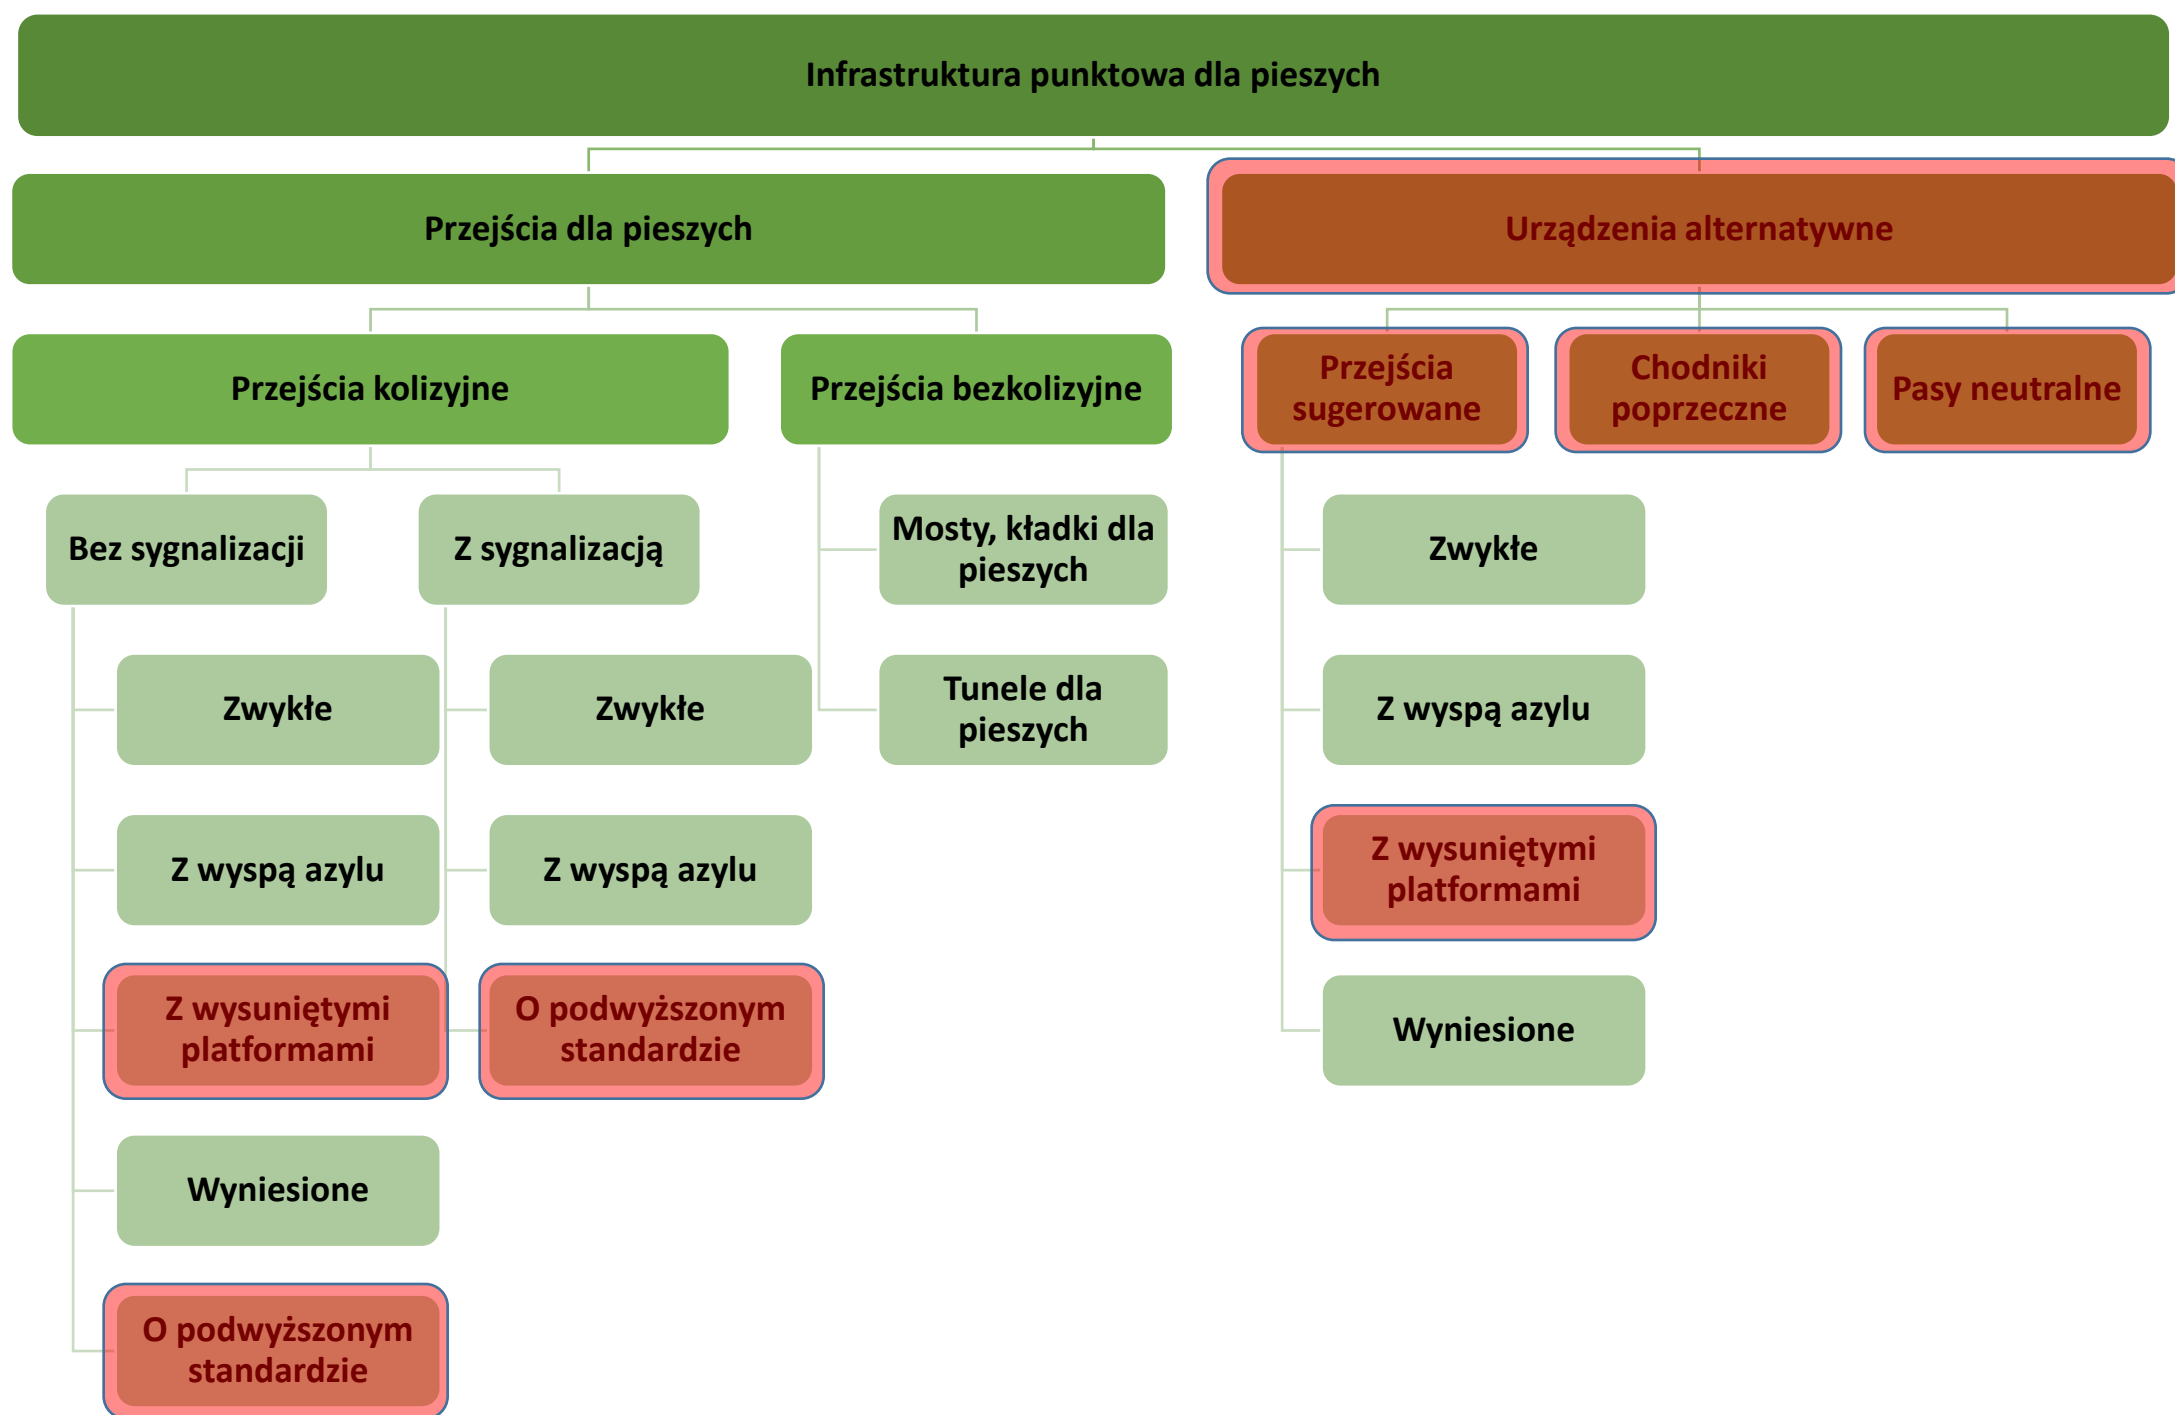 Infrastruktura punktowa dla pieszych
Przejścia dla pieszych
Urządzenia alternatywne
Przejścia kolizyjne
Przejścia bezkolizyjne
Przejścia
sugerowane
Chodniki
poprzeczne
Pasy neutralne
Bez sygnalizacji
Z sygnalizacją
Mosty, kładki dla
pieszych
Zwykłe
Zwykłe
Zwykłe
Tunele dla
pieszych
Z wyspą azylu
Z wyspą azylu
Z wyspą azylu
Z wysuniętymi
platformami
Z wysuniętymi
platformami
O podwyższonym
standardzie
Wyniesione
Wyniesione
O podwyższonym
standardzie